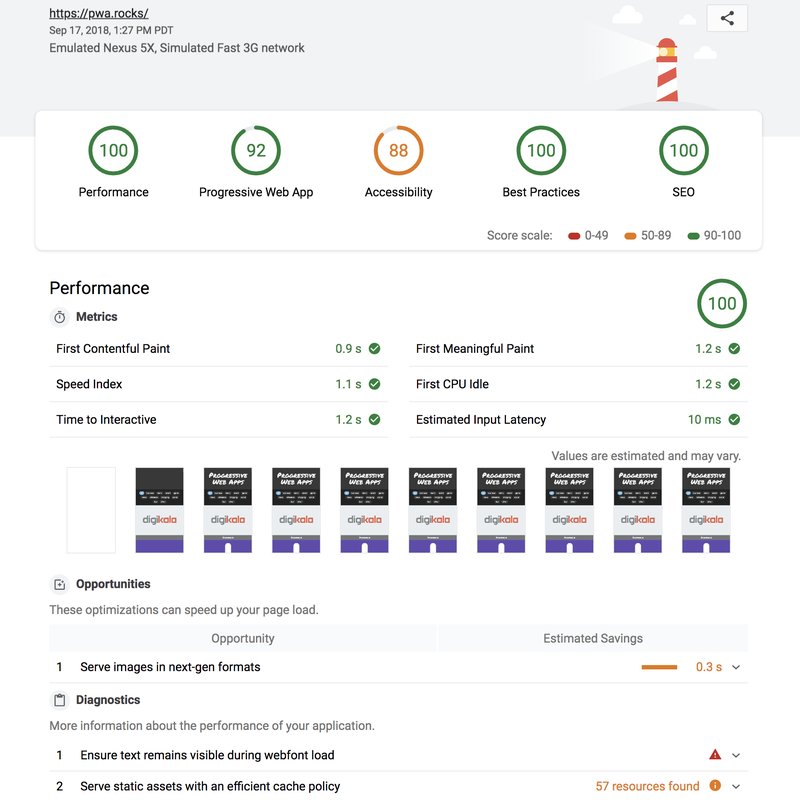 https://pwa.rocks/
Sep 17, 2018, 1:27 PM PDT
Emulated Nexus 5X, Simulated Fast 3G network
100 92 88 100 100
Performance Progressive Web App Accessibility Best Practices SEO
Score scale: 0-49 50-89 90-100
Performance
100
Metrics
First Contentful Paint 0.9 s First Meaningful Paint 1.2 s
Speed Index 1.1 s First CPU Idle 1.2 s
Time to Interactive 1.2 s Estimated Input Latency 10 ms
Values are estimated and may vary.
Progressive Progressive Progressive Progressive Progressive Progressive Progressive Progressive
Web Apps Web Apps Web Apps Web Apps Web Apps Web Apps Web Apps Web Apps
digikala digikala digikala digikala digikala digikala digikala digikala digikala
Opportunities
These optimizations can speed up your page load.
Opportunity Estimated Savings
1 Serve images in next-gen formats 0.3 s
Diagnostics
More information about the performance of your application.
1 Ensure text remains visible during webfont load
2 Serve static assets with an efficient cache policy 57 resources found